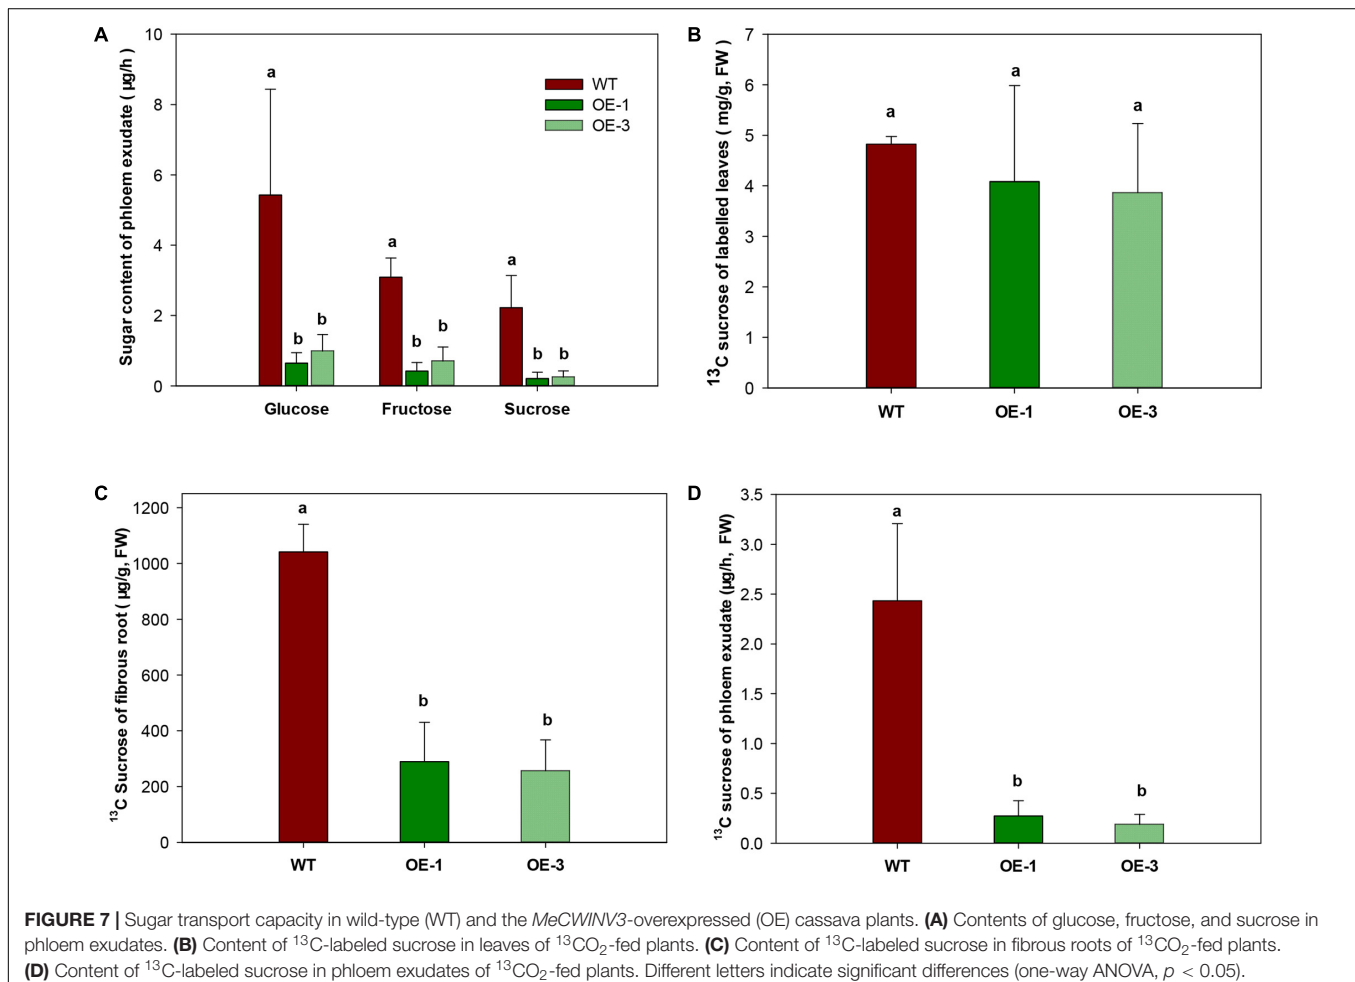 A
Sugar content of phloem exudate ( µg/h )
10
8
6
4
2
0
a
b
b
a
b
b
a
b
b
WT
OE-1
OE-3
Glucose
Fructose
Sucrose
B
¹³C sucrose of labelled leaves ( mg/g, FW )
7
6
5
4
3
2
1
0
a
a
a
WT
OE-1
OE-3
C
¹³C Sucrose of fibrous root ( µg/g, FW)
1200
1000
800
600
400
200
0
a
b
b
WT
OE-1
OE-3
D
¹³C sucrose of phloem exudate (µg/h, FW)
3.5
3.0
2.5
2.0
1.5
1.0
0.5
0.0
a
b
b
WT
OE-1
OE-3
FIGURE 7 | Sugar transport capacity in wild-type (WT) and the MeCWINV3-overexpressed (OE) cassava plants. (A) Contents of glucose, fructose, and sucrose in
phloem exudates. (B) Content of ¹³C-labeled sucrose in leaves of ¹³CO₂-fed plants. (C) Content of ¹³C-labeled sucrose in fibrous roots of ¹³CO₂-fed plants.
(D) Content of ¹³C-labeled sucrose in phloem exudates of ¹³CO₂-fed plants. Different letters indicate significant differences (one-way ANOVA, p < 0.05).